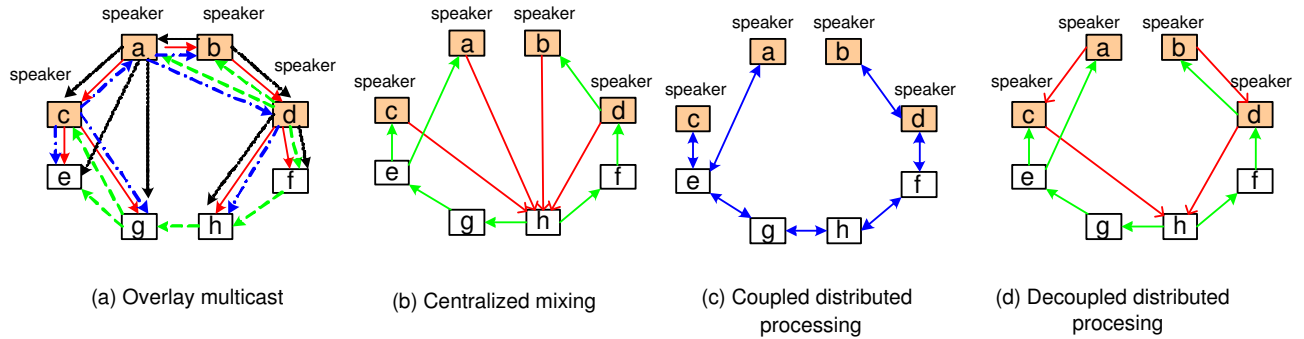 speaker
speaker
a
b
speaker
speaker
c
d
e
f
g
h
(a) Overlay multicast
speaker
speaker
a
b
speaker
speaker
c
d
e
f
g
h
(b) Centralized mixing
speaker
speaker
a
b
speaker
speaker
c
d
e
f
g
h
(c) Coupled distributed
processing
speaker
speaker
a
b
speaker
speaker
c
d
e
f
g
h
(d) Decoupled distributed
procesing